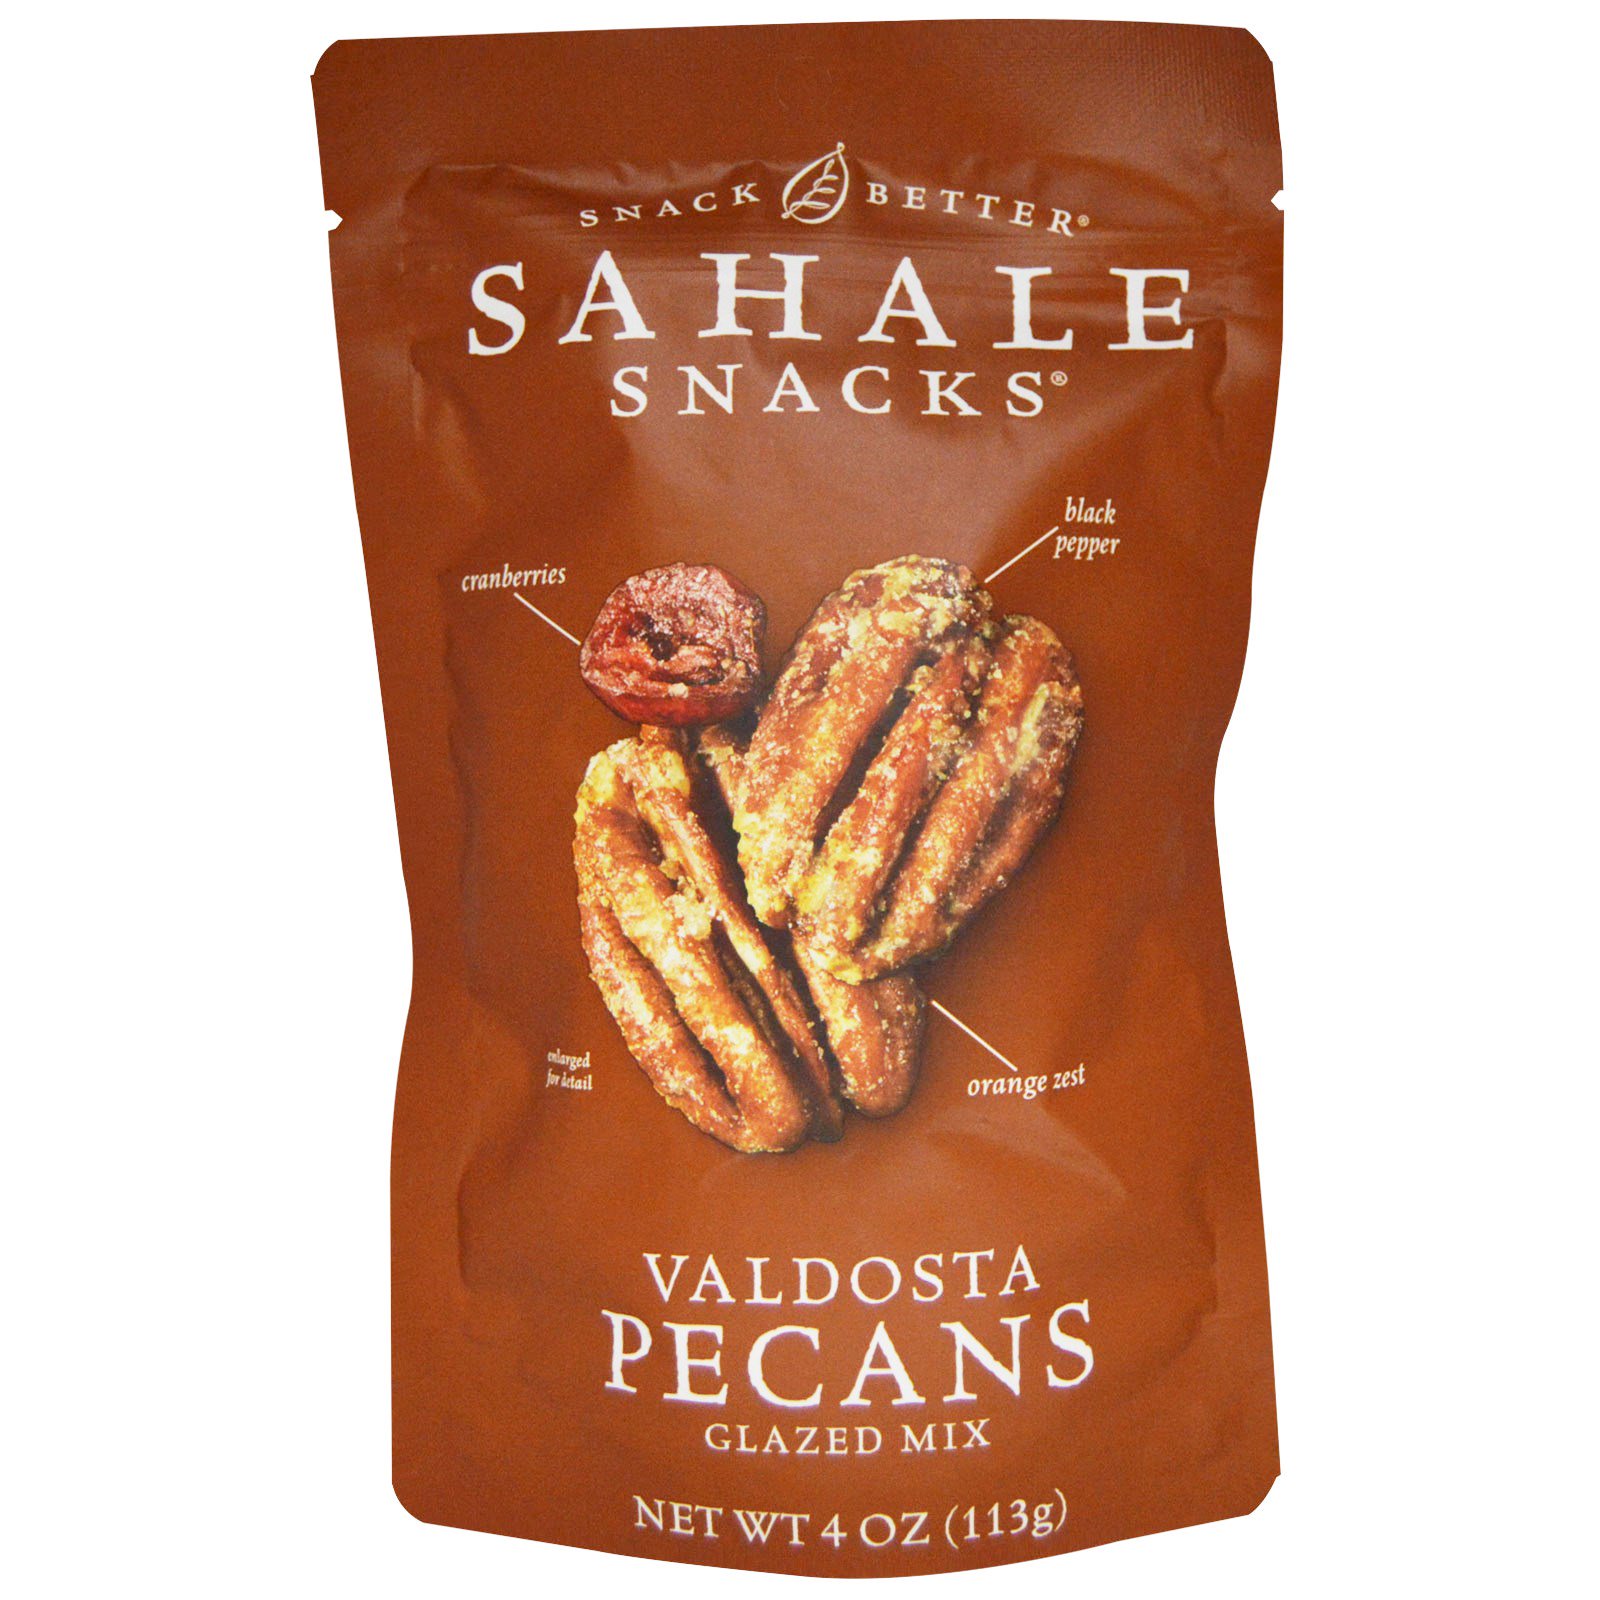 SNACK BETTER®
SAHALE
SNACKS®
black
pepper
cranberries
enlarged
for detail
orange zest
VALDOSTA
PECANS
GLAZED MIX
NET WT 4 OZ (113g)